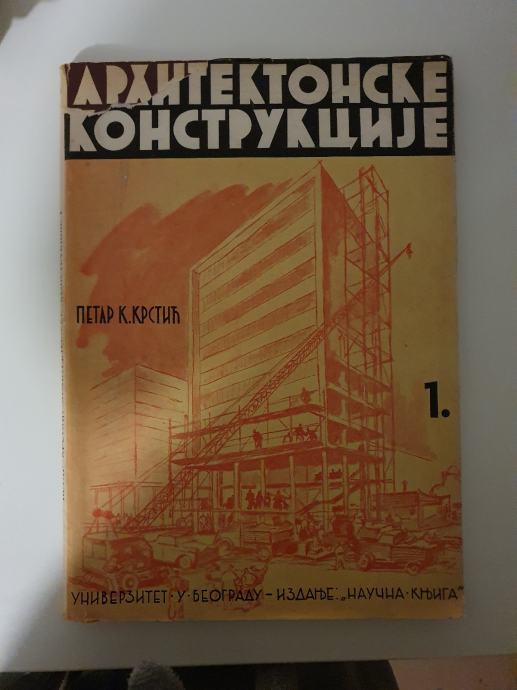 АРХИТЕКТОНСКЕ
КОНСТРУКЦИЈЕ
ПЕТАР К. КРСТИЋ
1.
УНИВЕРЗИТЕТ · У · БЕОГРАДУ – ИЗДАЊЕ: „НАУЧНА · КЊИГА"